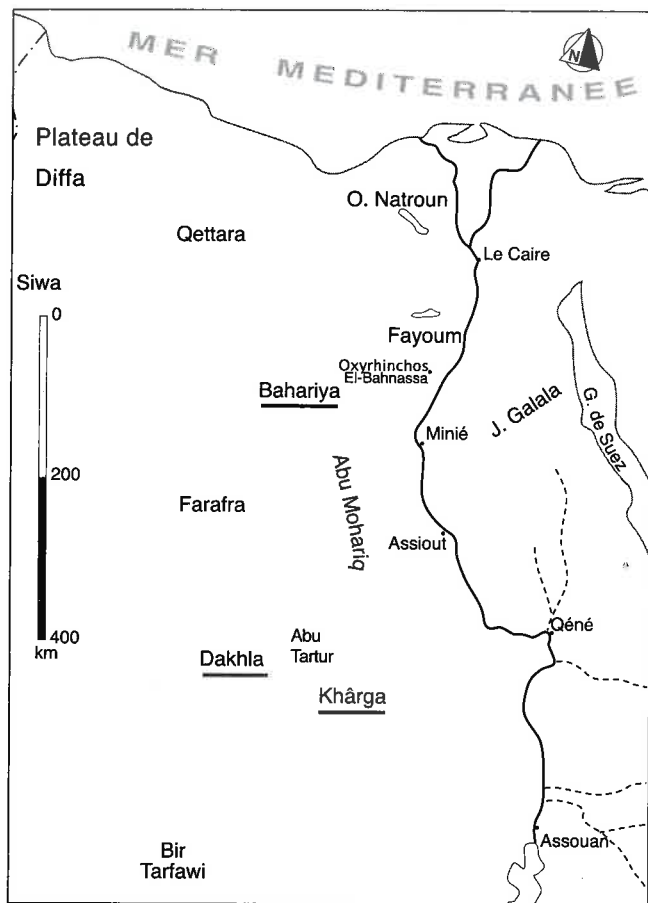 MER MEDITERRANEE
N
Plateau de
Diffa
O. Natroun
Qettara
Le Caire
Siwa
0
Fayoum
Oxyrhinchos
El-Bahnassa
Bahariya
J. Galala
G. de Suez
Minié
200
Abu Mohariq
Farafra
Assiout
Qéné
400
km
Abu
Tartur
Dakhla
Khârga
Assouan
Bir
Tarfawi